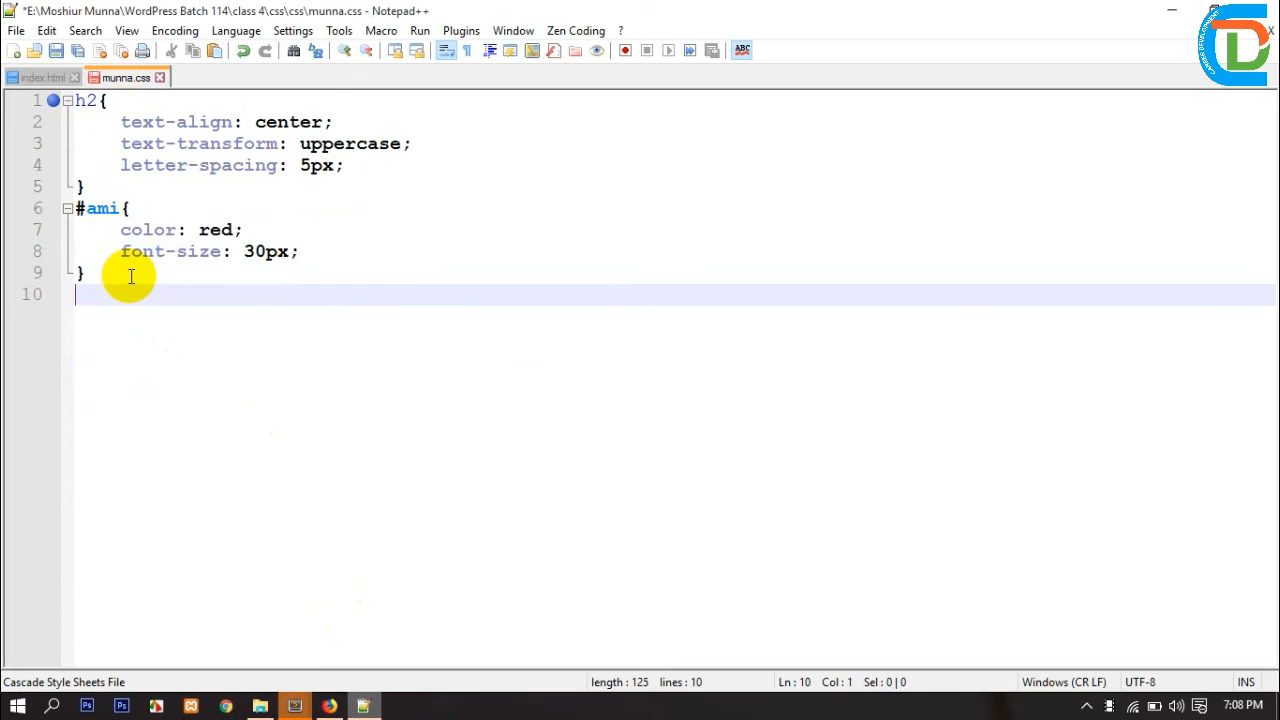 *E:\Moshiur Munna\WordPress Batch 114\class 4\css\css\munna.css - Notepad++
File Edit Search View Encoding Language Settings Tools Macro Run Plugins Window Zen Coding ?
index.html munna.css
1 h2{
2 text-align: center;
3 text-transform: uppercase;
4 letter-spacing: 5px;
5 }
6 #ami{
7 color: red;
8 font-size: 30px;
9 }
10
Cascade Style Sheets File length : 125 lines : 10 Ln : 10 Col : 1 Sel : 0 | 0 Windows (CR LF) UTF-8 INS
7:08 PM